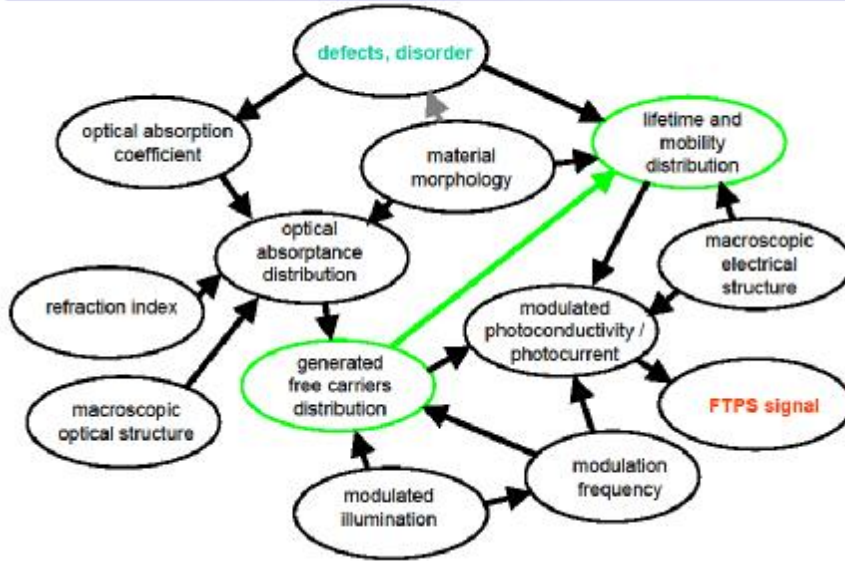 defects, disorder
optical absorption
coefficient
material
morphology
lifetime and
mobility
distribution
optical
absorptance
distribution
macroscopic
electrical
structure
refraction index
modulated
photoconductivity /
photocurrent
generated
free carriers
distribution
macroscopic
optical structure
FTPS signal
modulation
frequency
modulated
illumination